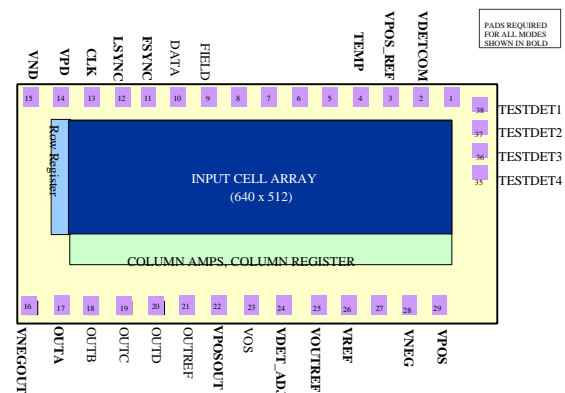 PADS REQUIRED
FOR ALL MODES
SHOWN IN BOLD
VND
VPD
CLK
LSYNC
FSYNC
DATA
FIELD
TEMP
VPOS_REF
VDETCOM
15
14
13
12
11
10
9
8
7
6
5
4
3
2
1
38
TESTDET1
37
TESTDET2
36
TESTDET3
35
TESTDET4
Row Register
INPUT CELL ARRAY
(640 x 512)
COLUMN AMPS, COLUMN REGISTER
16
17
18
19
20
21
22
23
24
25
26
27
28
29
VNEGOUT
OUTA
OUTB
OUTC
OUTD
OUTREF
VPOSOUT
VOS
VDET_ADJ
VOUTREF
VREF
VNEG
VPOS